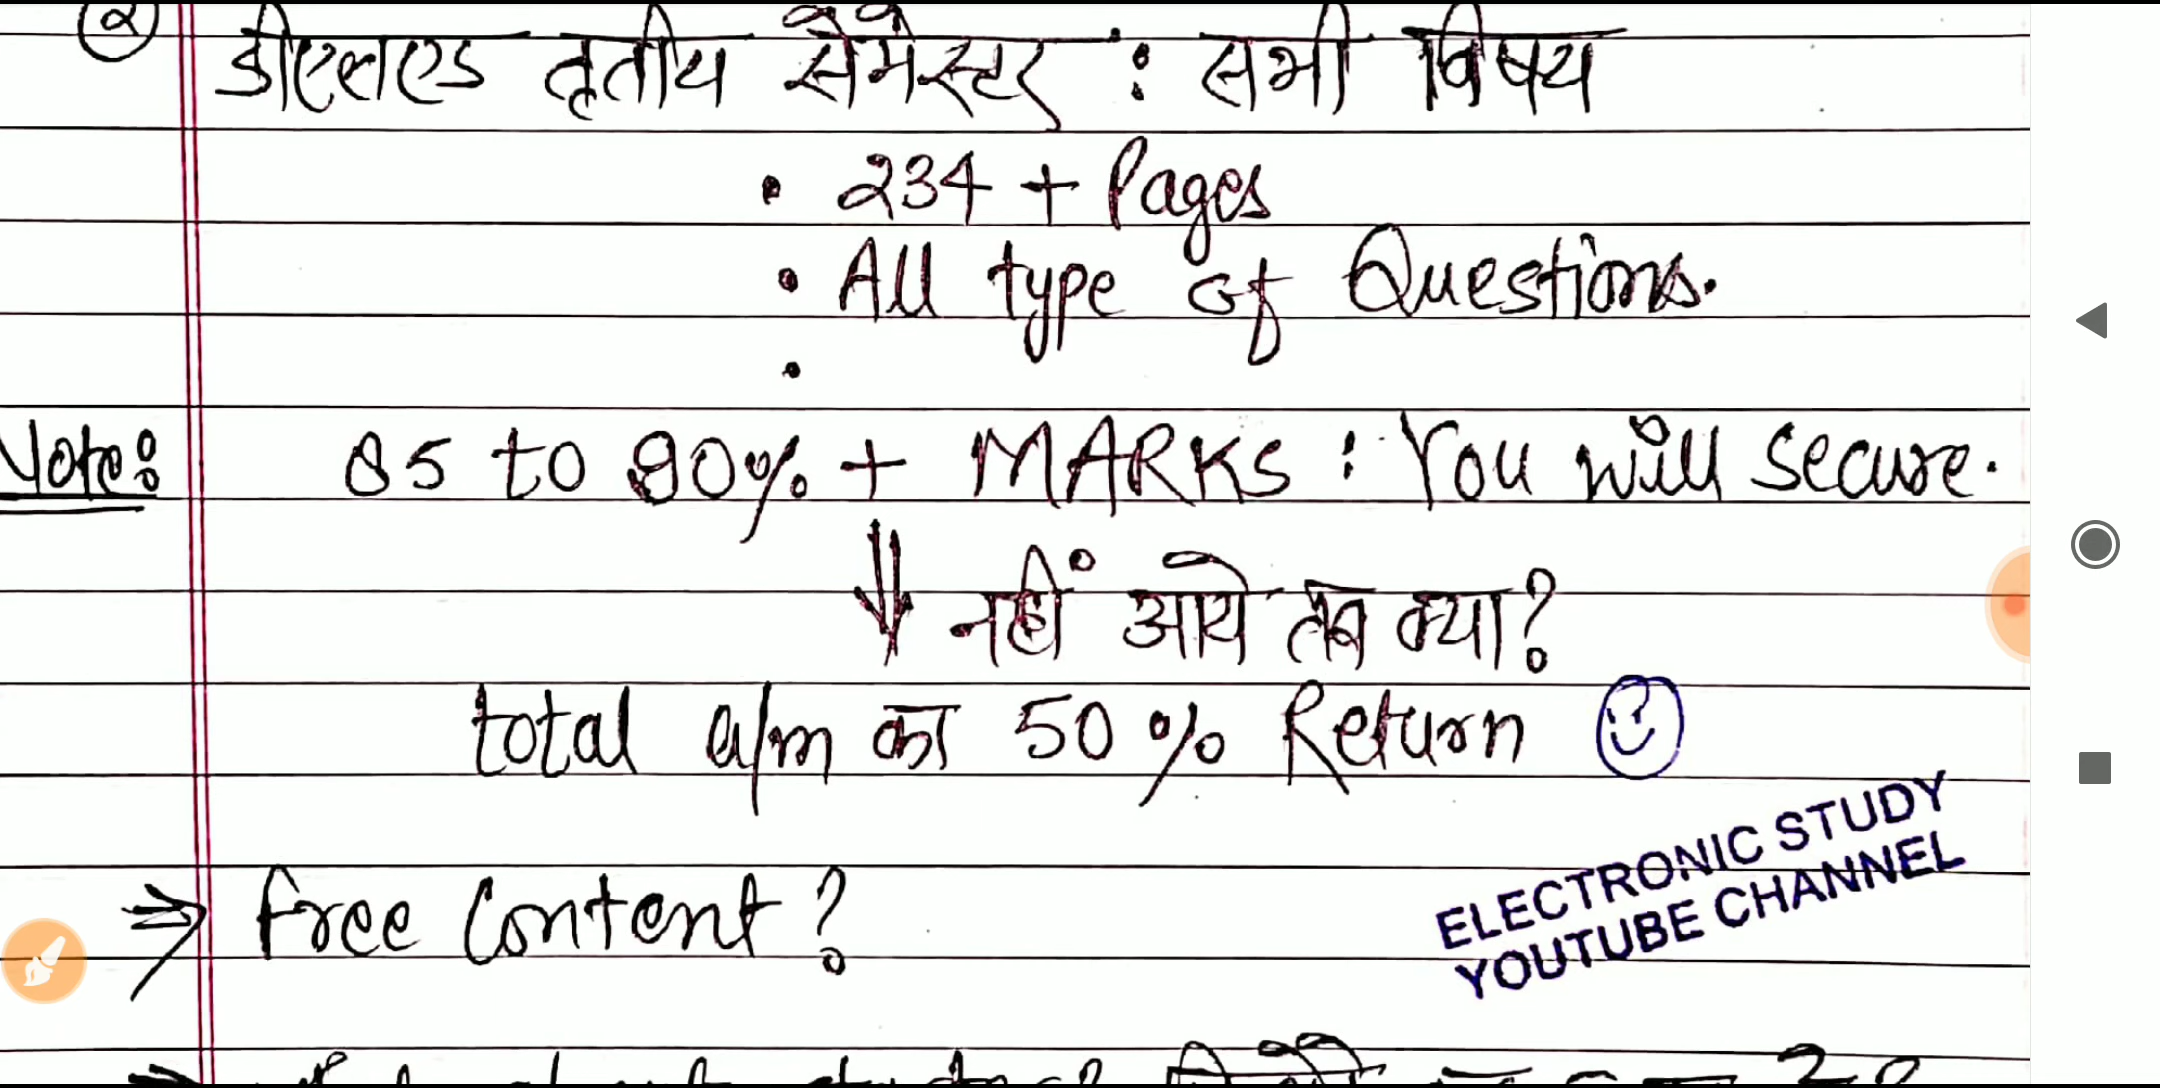 २ डीएलएड तृतीय सेमेस्टर : सभी विषय
• 234 + Pages
• All type of Questions.
•
Note: 85 to 90% + MARKS : You will secure.
नहीं आये तब क्या?
total a/m का 50% Return
⇒ free Content?
ELECTRONIC STUDY
YOUTUBE CHANNEL